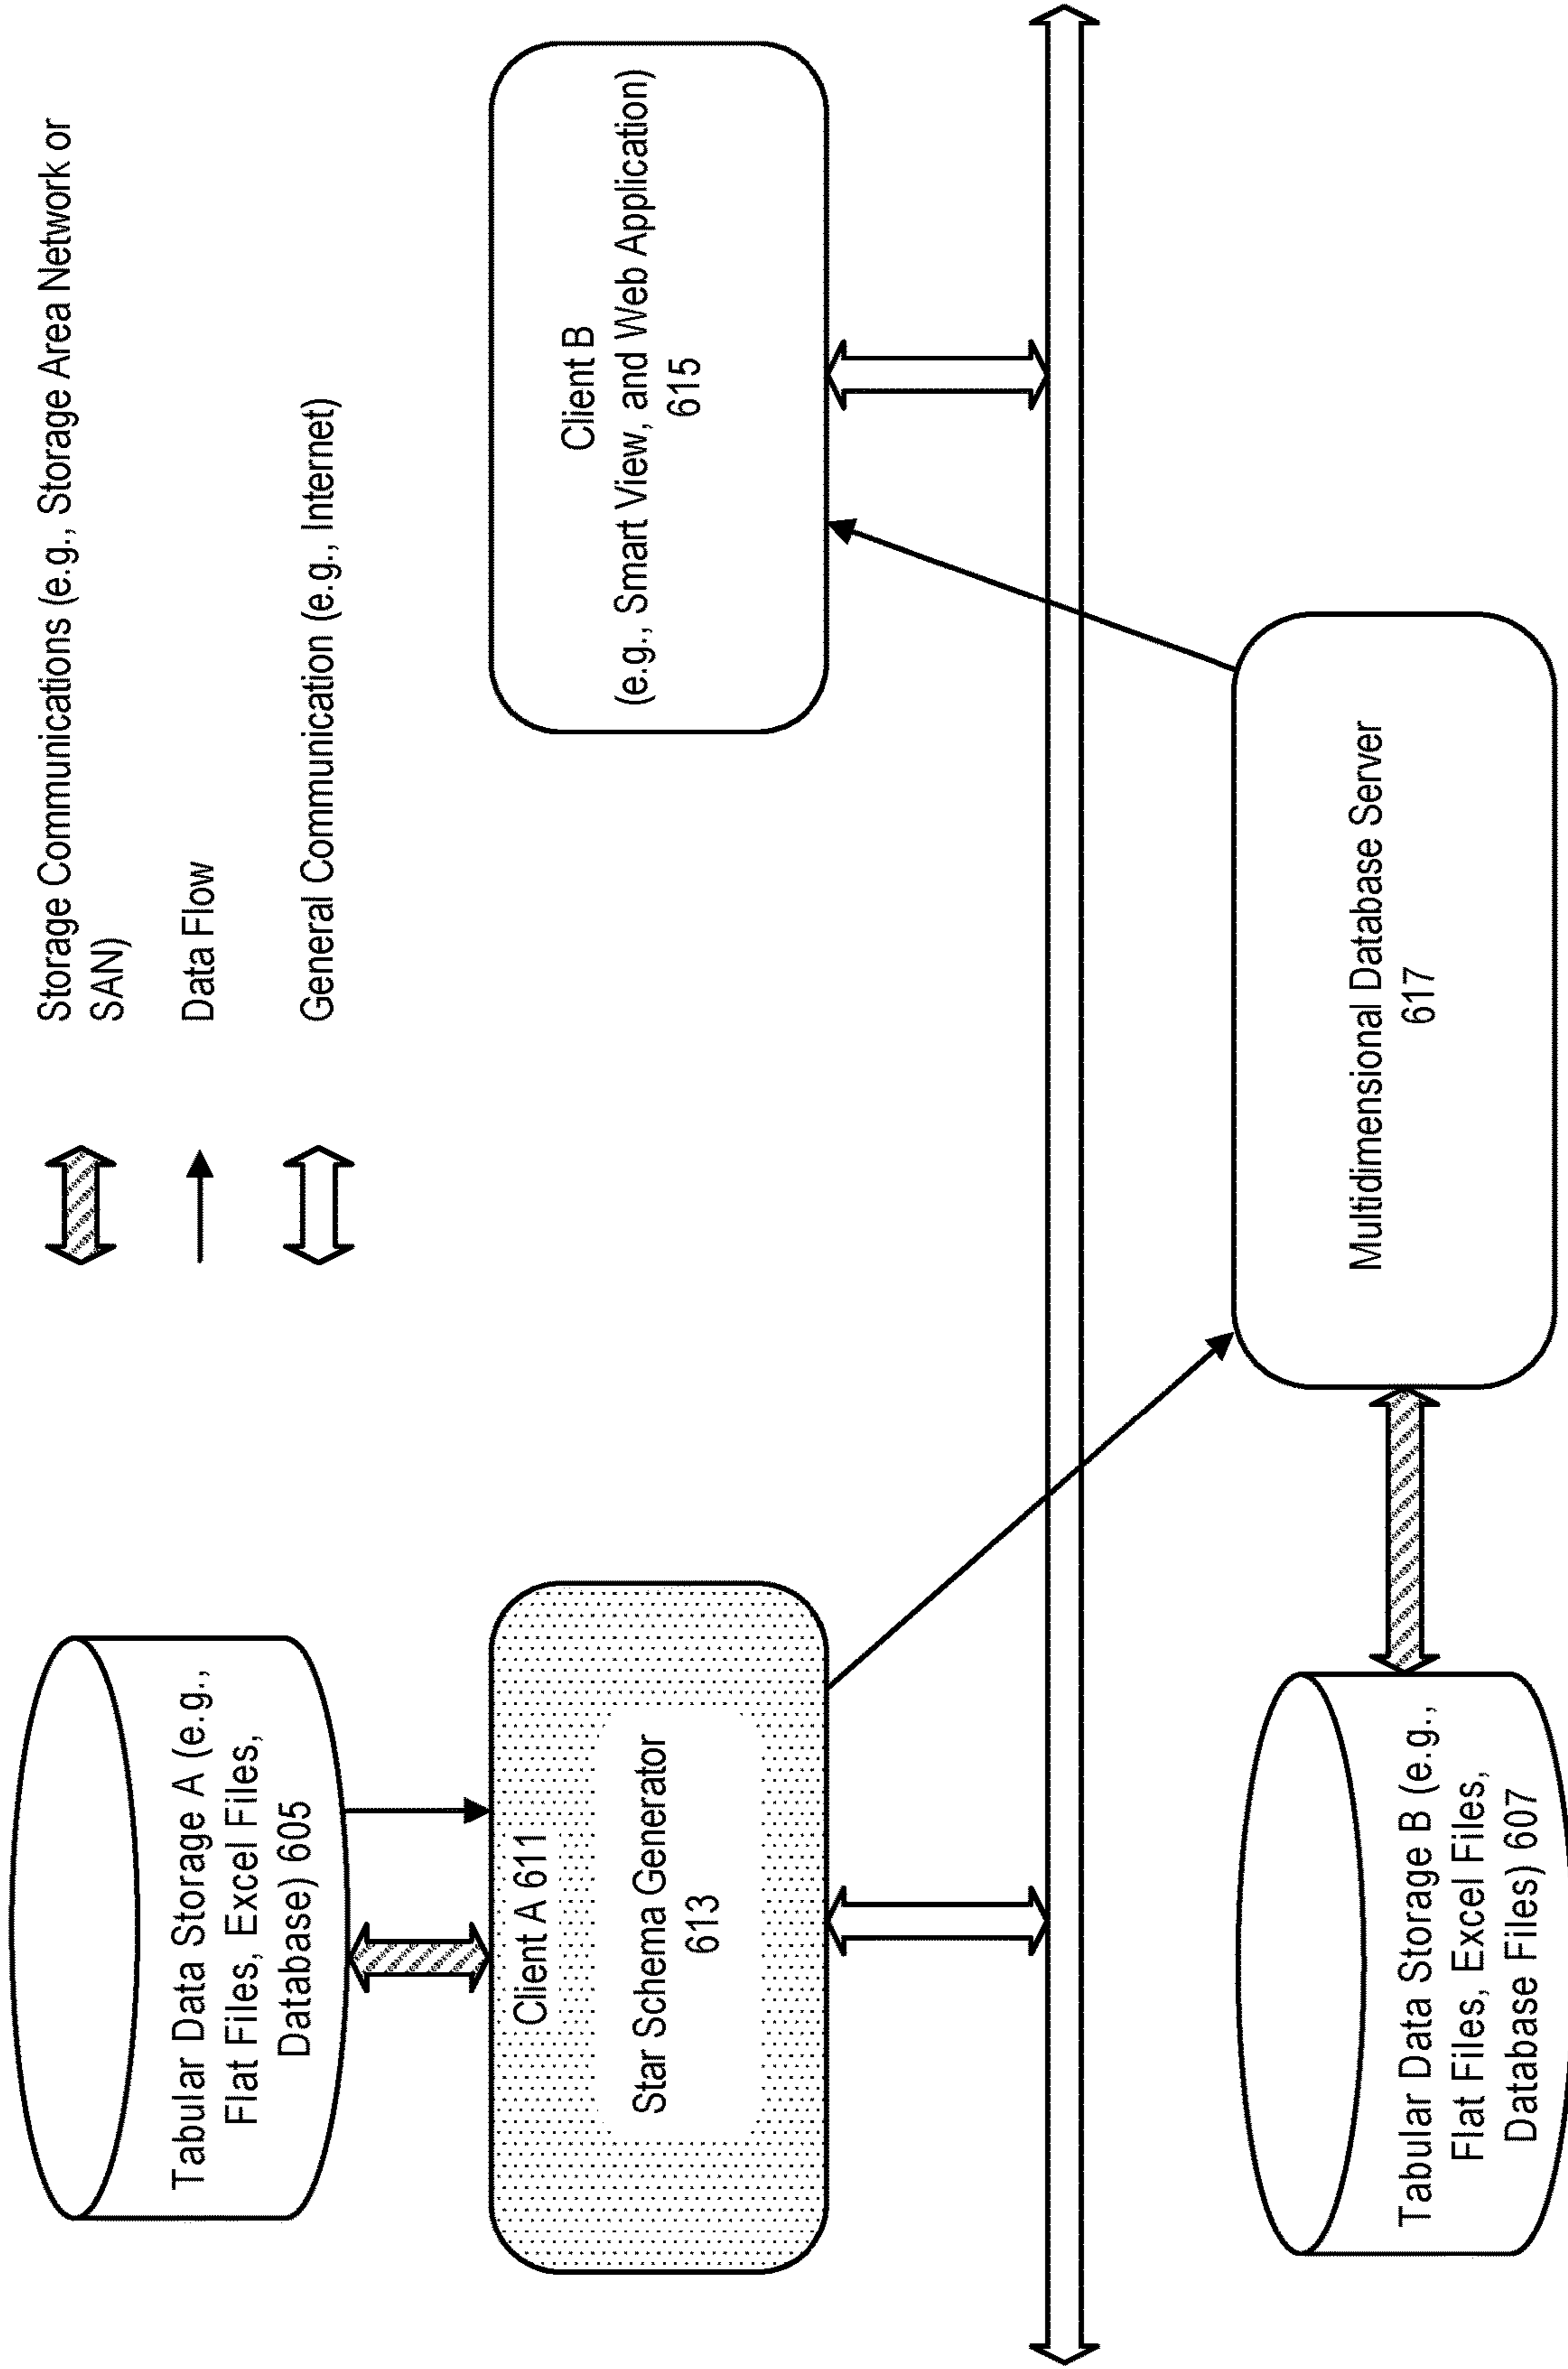 Storage Communications (e.g., Storage Area Network or
SAN)
Data Flow
General Communication (e.g., Internet)
Tabular Data Storage A (e.g.,
Flat Files, Excel Files,
Database) 605
Client A 611
Star Schema Generator
613
Client B
(e.g., Smart View, and Web Application)
615
Tabular Data Storage B (e.g.,
Flat Files, Excel Files,
Database Files) 607
Multidimensional Database Server
617